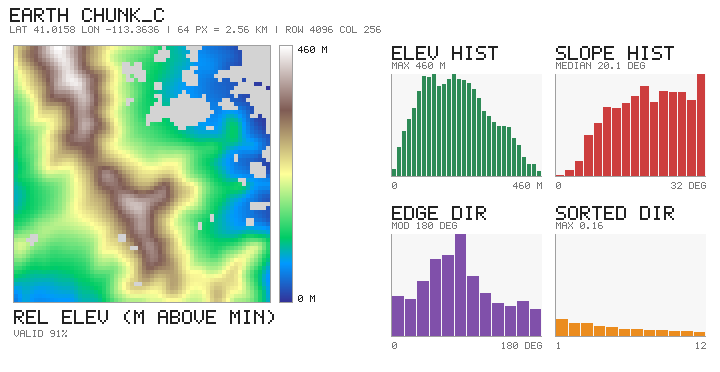 EARTH CHUNK_C
LAT 41.0158 LON -113.3636 | 64 PX = 2.56 KM | ROW 4096 COL 256
460 M
0 M
REL ELEV (M ABOVE MIN)
VALID 91%
ELEV HIST
MAX 460 M
0 460 M
SLOPE HIST
MEDIAN 20.1 DEG
0 32 DEG
EDGE DIR
MOD 180 DEG
0 180 DEG
SORTED DIR
MAX 0.16
1 12